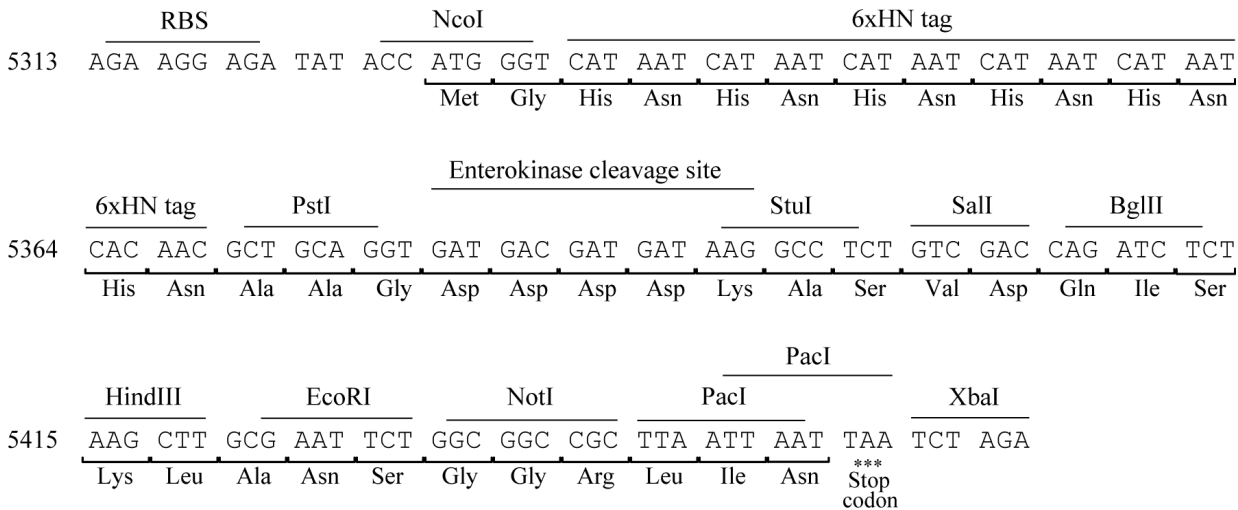 RBS NcoI 6xHN tag
5313 AGA AGG AGA TAT ACC ATG GGT CAT AAT CAT AAT CAT AAT CAT AAT CAT AAT
Met Gly His Asn His Asn His Asn His Asn His Asn
Enterokinase cleavage site
6xHN tag PstI StuI SalI BglII
5364 CAC AAC GCT GCA GGT GAT GAC GAT GAT AAG GCC TCT GTC GAC CAG ATC TCT
His Asn Ala Ala Gly Asp Asp Asp Asp Lys Ala Ser Val Asp Gln Ile Ser
PacI
HindIII EcoRI NotI PacI XbaI
5415 AAG CTT GCG AAT TCT GGC GGC CGC TTA ATT AAT TAA TCT AGA
Lys Leu Ala Asn Ser Gly Gly Arg Leu Ile Asn ***
Stop
codon